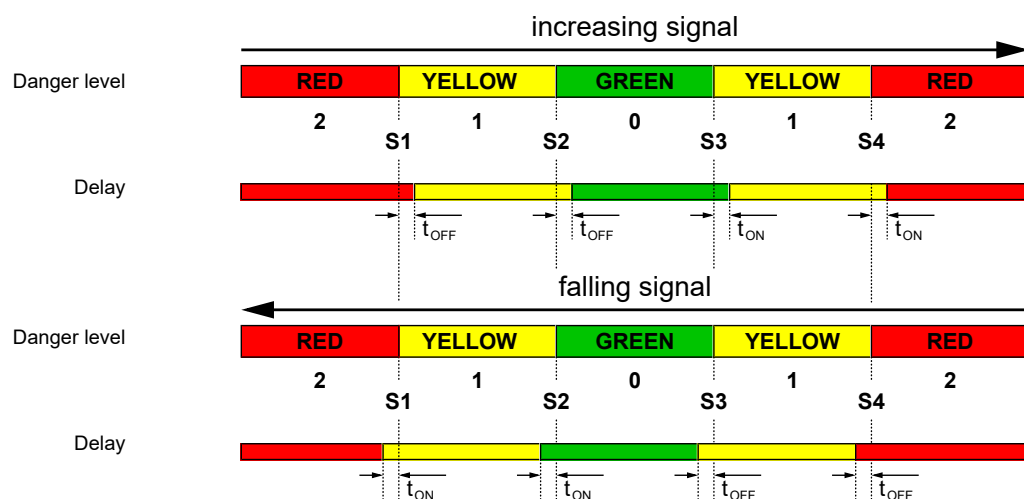 increasing signal
Danger level RED YELLOW GREEN YELLOW RED
2 1 0 1 2
S1 S2 S3 S4
Delay
tOFF tOFF tON tON
falling signal
Danger level RED YELLOW GREEN YELLOW RED
2 1 0 1 2
S1 S2 S3 S4
Delay
tON tON tOFF tOFF